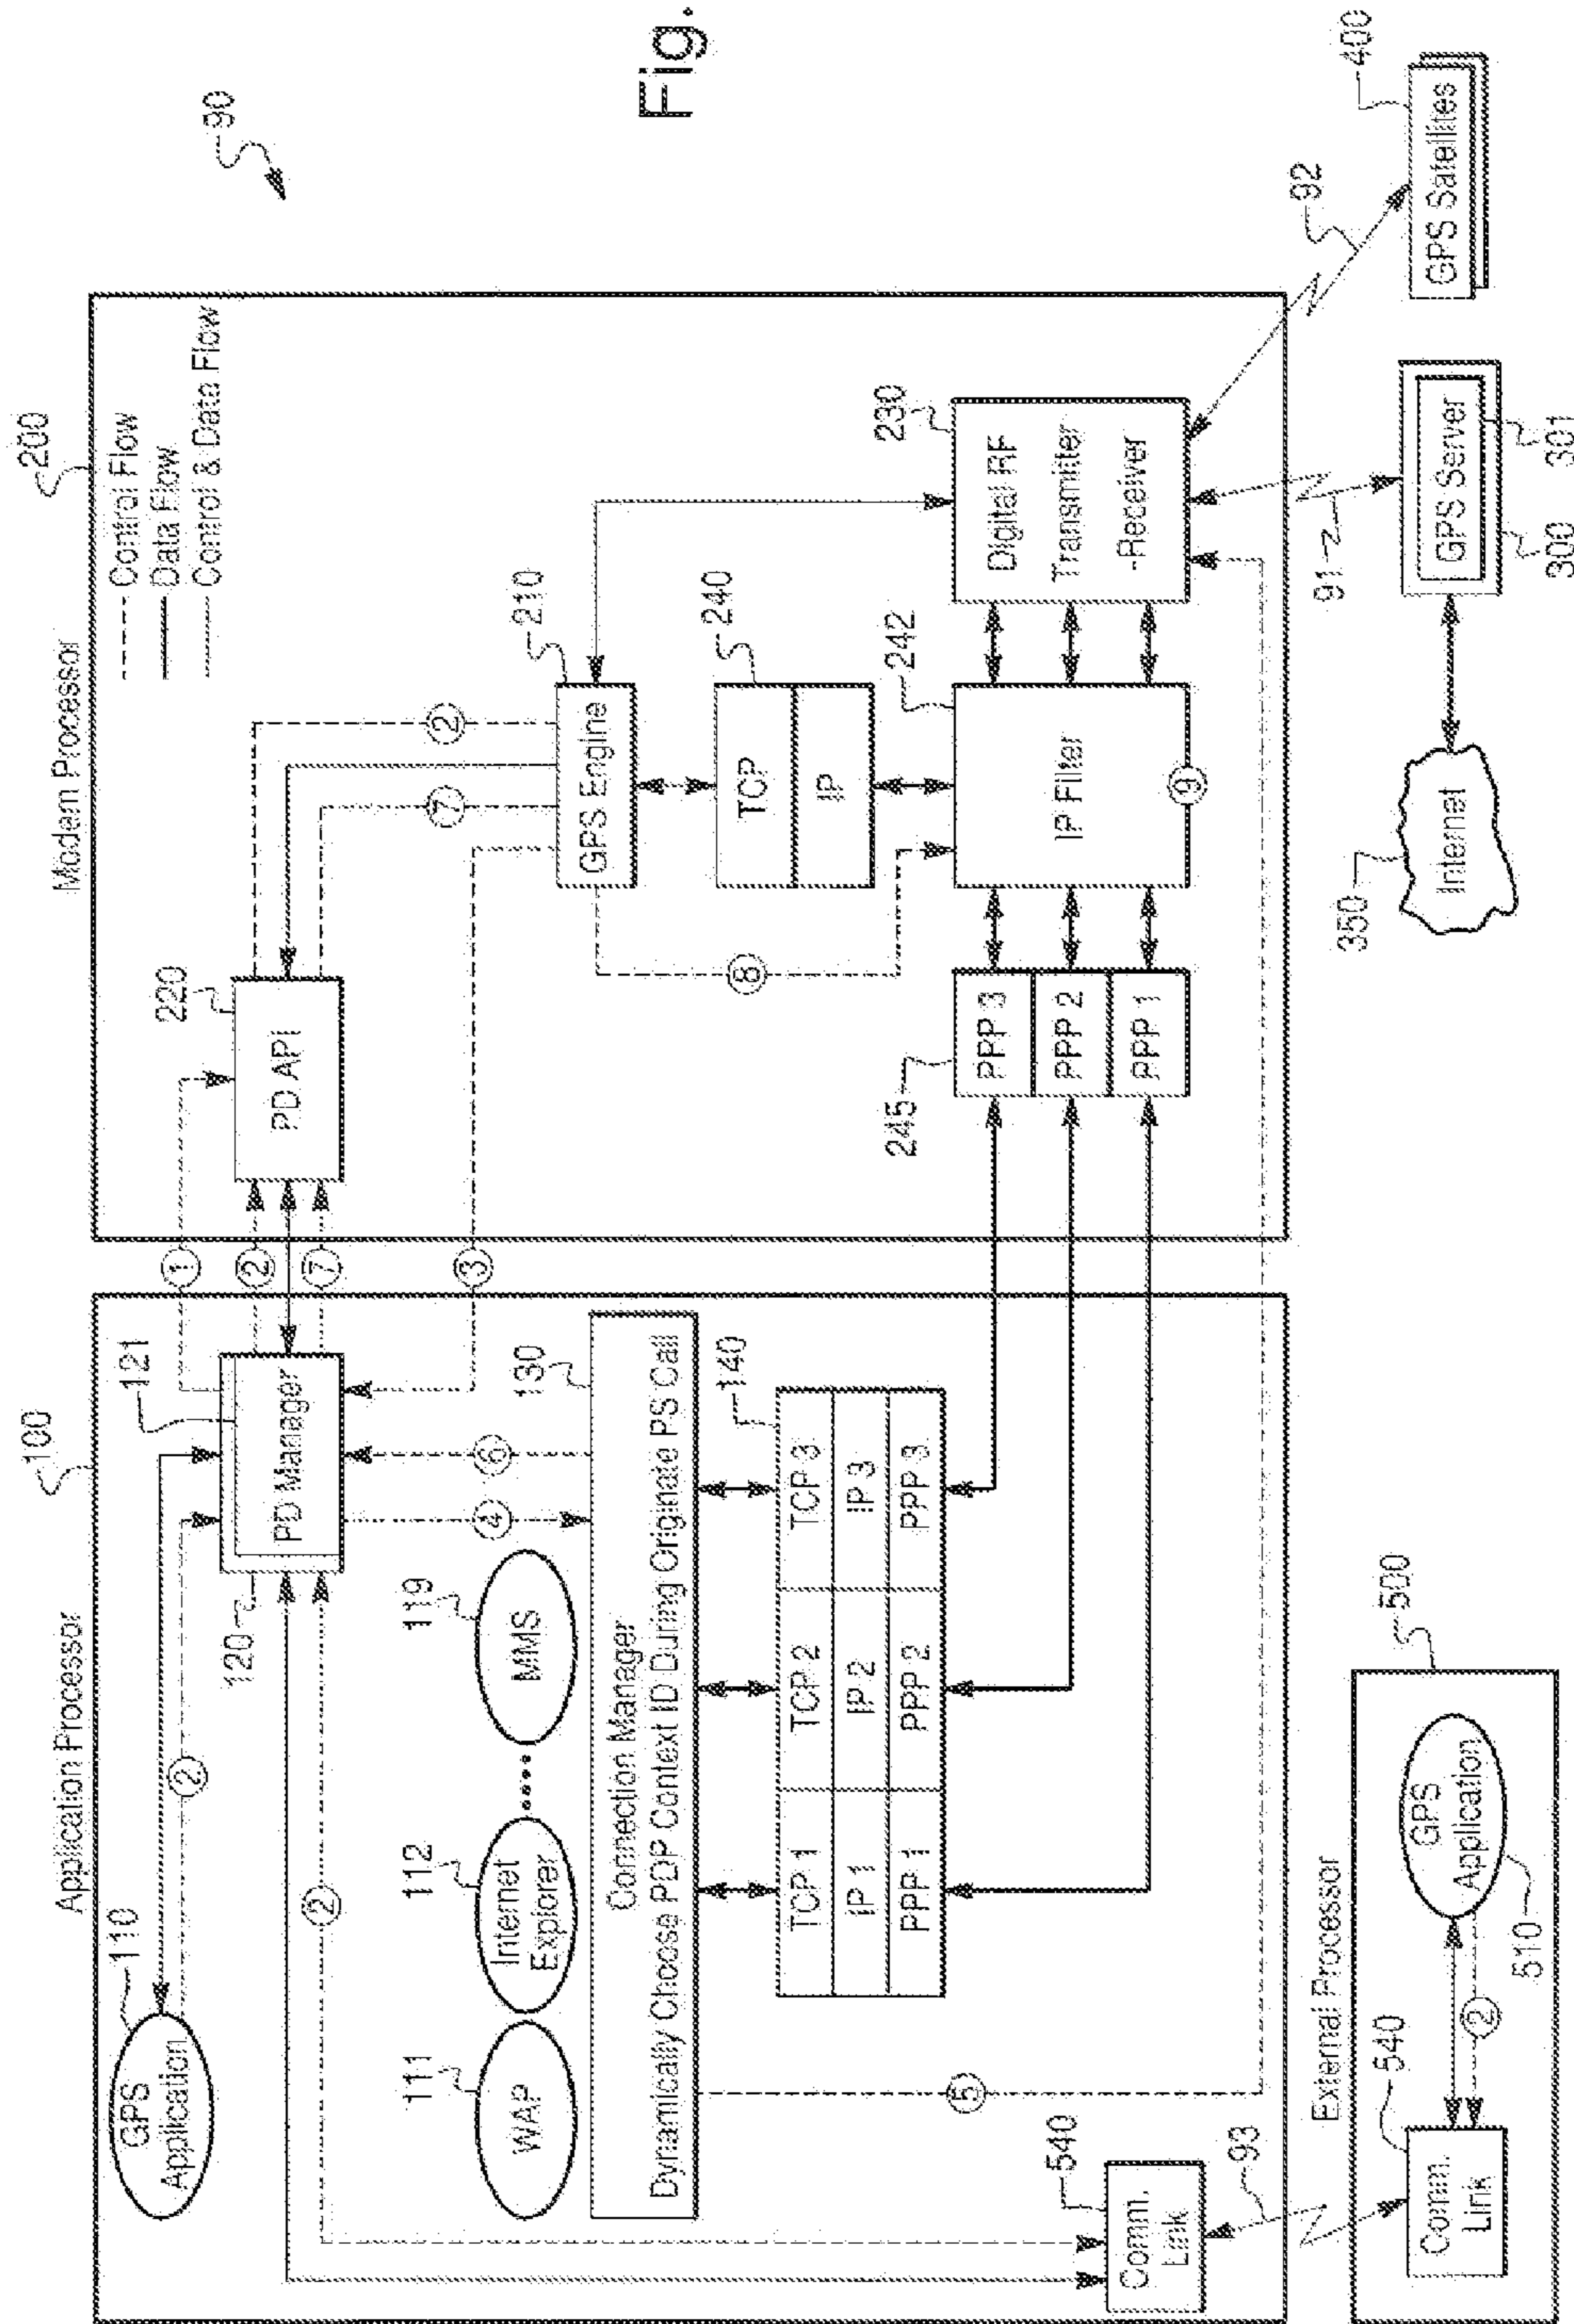 Fig.
90
Application Processor
100
GPS
Application
110
2
120
PD Manager
121
1
2
7
3
6
4
2
WAP
111
Internet
Explorer
112
MMS
119
Connection Manager
Dynamically Choose PDP Context ID During Originate PS Call
130
140
TCP 1
TCP 2
TCP 3
IP 1
IP 2
IP 3
PPP 1
PPP 2
PPP 3
5
540
Comm.
Link
93
Modem Processor
200
Control Flow
Data Flow
Control & Data Flow
220
PD API
2
7
210
GPS Engine
240
TCP
IP
8
242
IP Filter
9
230
Digital RF
Transmitter
-Receiver
245
PPP 3
PPP 2
PPP 1
92
91
External Processor
500
540
Comm.
Link
2
GPS
Application
510
350
Internet
GPS Server
300
301
GPS Satellites
400